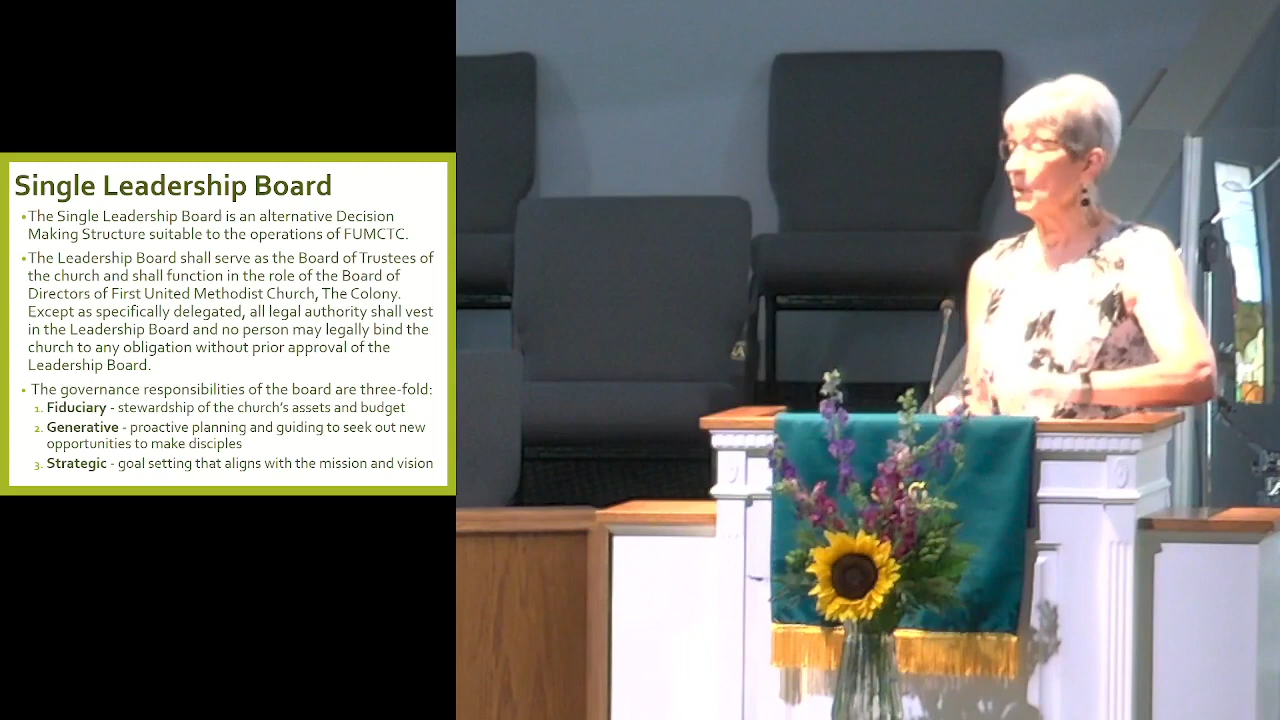 Single Leadership Board
•The Single Leadership Board is an alternative Decision
Making Structure suitable to the operations of FUMCTC.
•The Leadership Board shall serve as the Board of Trustees of
the church and shall function in the role of the Board of
Directors of First United Methodist Church, The Colony.
Except as specifically delegated, all legal authority shall vest
in the Leadership Board and no person may legally bind the
church to any obligation without prior approval of the
Leadership Board.
• The governance responsibilities of the board are three-fold:
1. Fiduciary - stewardship of the church's assets and budget
2. Generative - proactive planning and guiding to seek out new
opportunities to make disciples
3. Strategic - goal setting that aligns with the mission and vision